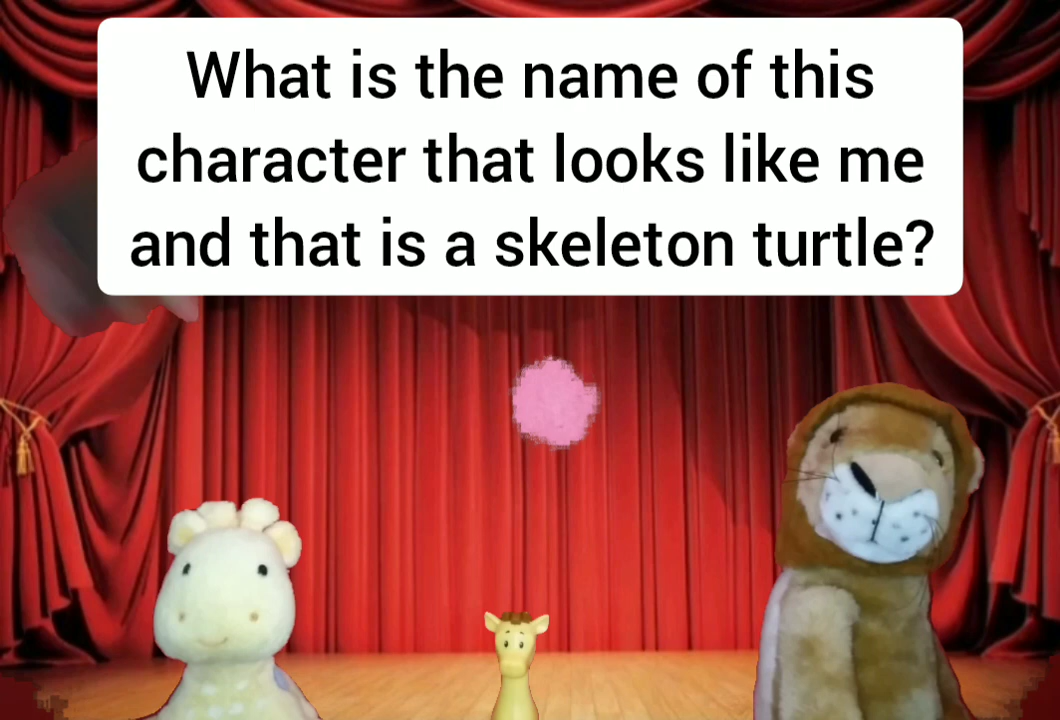 What is the name of this
character that looks like me
and that is a skeleton turtle?